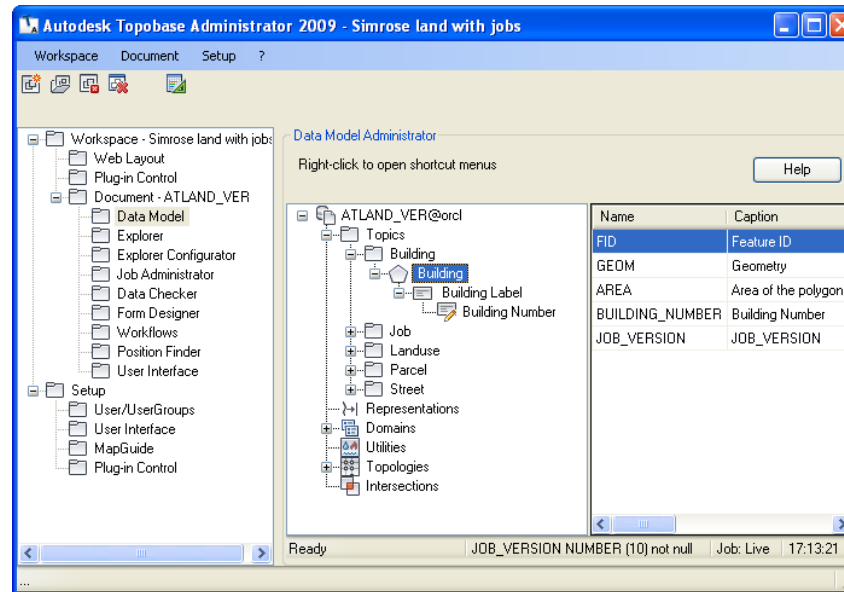 Autodesk Topobase Administrator 2009 - Simrose land with jobs
Workspace Document Setup ?
Workspace - Simrose land with jobs
Web Layout
Plug-in Control
Document - ATLAND_VER
Data Model
Explorer
Explorer Configurator
Job Administrator
Data Checker
Form Designer
Workflows
Position Finder
User Interface
Setup
User/UserGroups
User Interface
MapGuide
Plug-in Control
Data Model Administrator
Right-click to open shortcut menus
Help
ATLAND_VER@orcl
Topics
Building
Building
Building Label
Building Number
Job
Landuse
Parcel
Street
Representations
Domains
Utilities
Topologies
Intersections
Name Caption
FID Feature ID
GEOM Geometry
AREA Area of the polygon
BUILDING_NUMBER Building Number
JOB_VERSION JOB_VERSION
Ready JOB_VERSION NUMBER (10) not null Job: Live 17:13:21
...